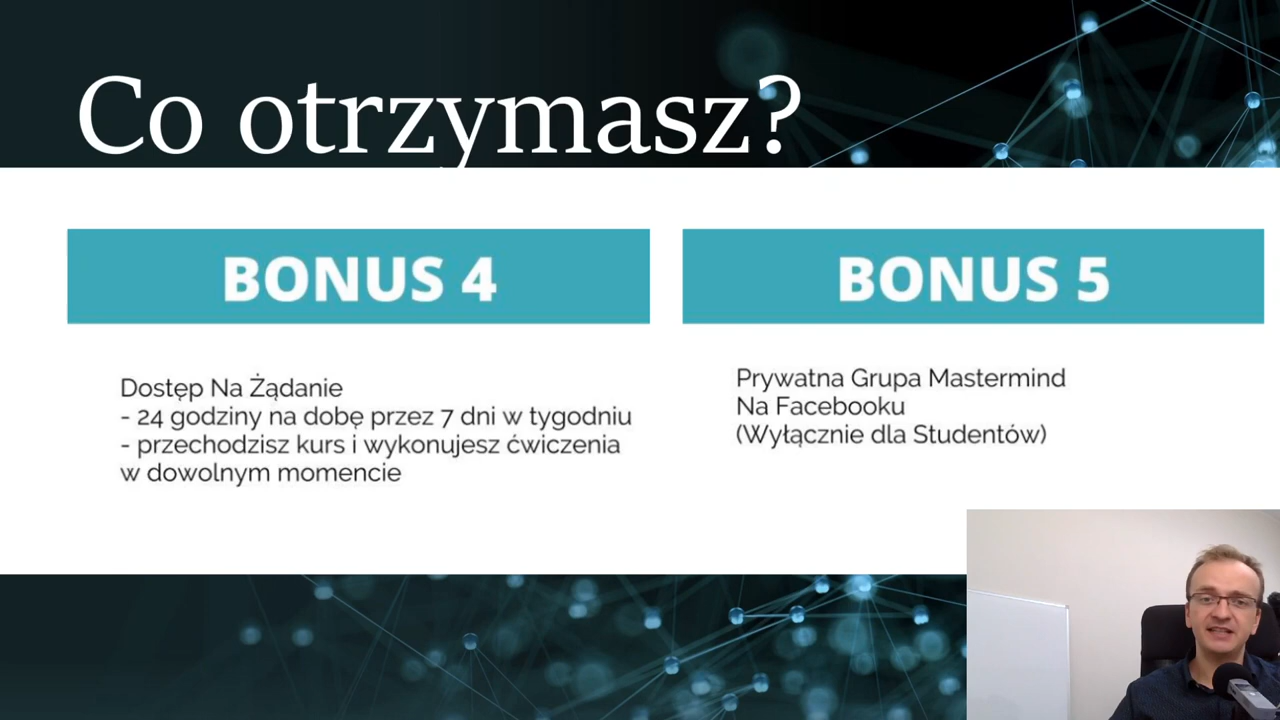 Co otrzymasz?
BONUS 4
Dostęp Na Żądanie
- 24 godziny na dobę przez 7 dni w tygodniu
- przechodzisz kurs i wykonujesz ćwiczenia
w dowolnym momencie
BONUS 5
Prywatna Grupa Mastermind
Na Facebooku
(Wyłącznie dla Studentów)